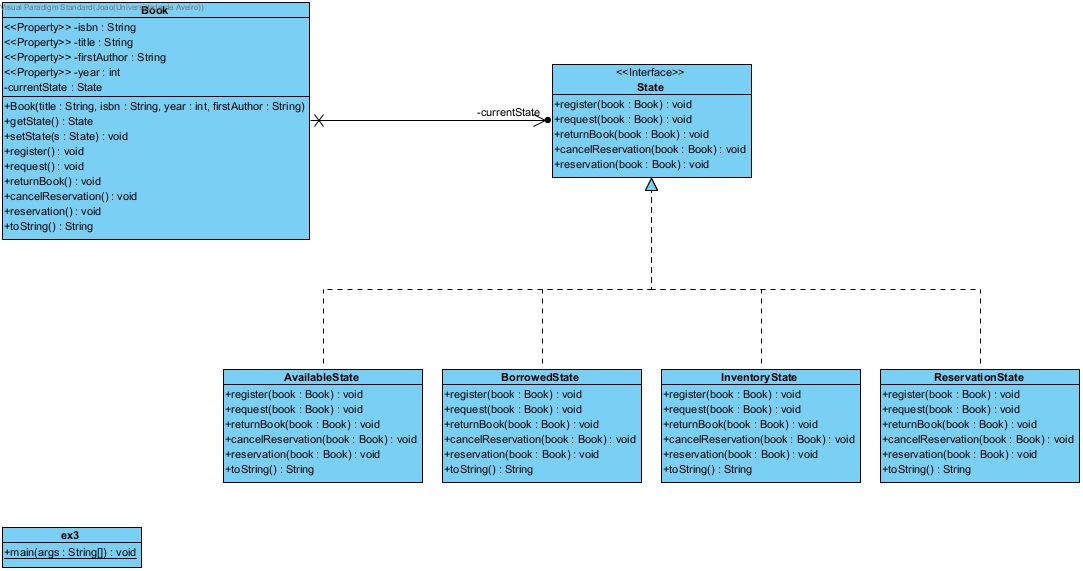 Visual Paradigm Standard(Joao(Universidade de Aveiro))
Book
<<Property>> -isbn : String
<<Property>> -title : String
<<Property>> -firstAuthor : String
<<Property>> -year : int
-currentState : State
+Book(title : String, isbn : String, year : int, firstAuthor : String)
+getState() : State
+setState(s : State) : void
+register() : void
+request() : void
+returnBook() : void
+cancelReservation() : void
+reservation() : void
+toString() : String
-currentState
<<Interface>>
State
+register(book : Book) : void
+request(book : Book) : void
+returnBook(book : Book) : void
+cancelReservation(book : Book) : void
+reservation(book : Book) : void
AvailableState
+register(book : Book) : void
+request(book : Book) : void
+returnBook(book : Book) : void
+cancelReservation(book : Book) : void
+reservation(book : Book) : void
+toString() : String
BorrowedState
+register(book : Book) : void
+request(book : Book) : void
+returnBook(book : Book) : void
+cancelReservation(book : Book) : void
+reservation(book : Book) : void
+toString() : String
InventoryState
+register(book : Book) : void
+request(book : Book) : void
+returnBook(book : Book) : void
+cancelReservation(book : Book) : void
+reservation(book : Book) : void
+toString() : String
ReservationState
+register(book : Book) : void
+request(book : Book) : void
+returnBook(book : Book) : void
+cancelReservation(book : Book) : void
+reservation(book : Book) : void
+toString() : String
ex3
+main(args : String[]) : void